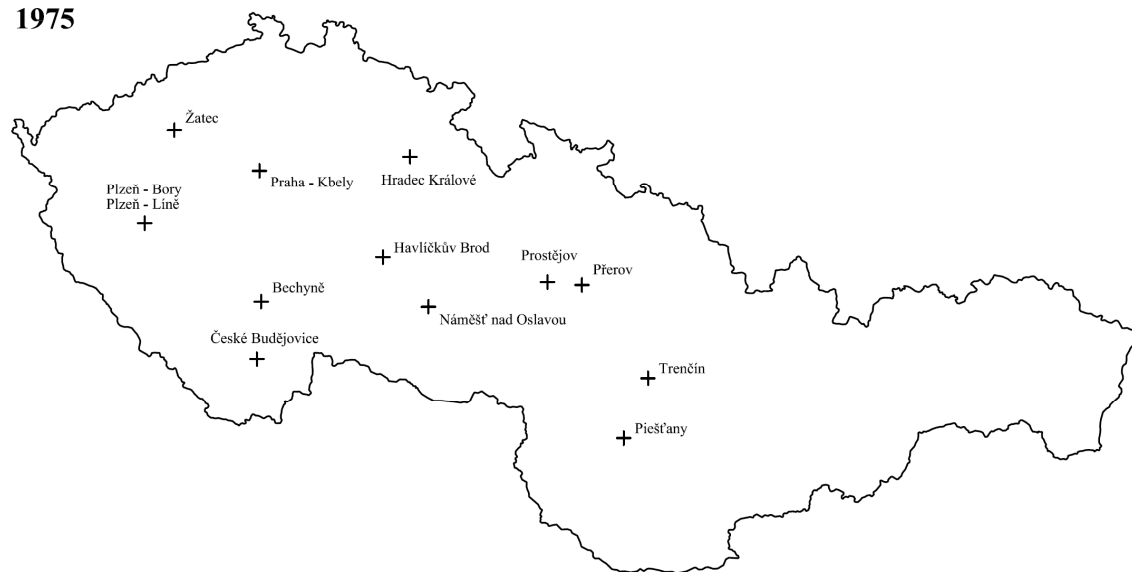 1975
Žatec
Praha - Kbely
Hradec Králové
Plzeň - Bory
Plzeň - Líně
Havlíčkův Brod
Prostějov
Přerov
Bechyně
Náměšť nad Oslavou
České Budějovice
Trenčín
Piešťany